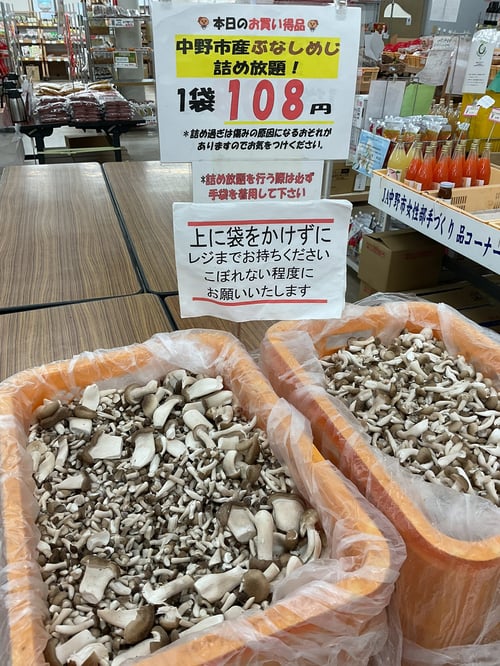 本日のお買い得品
中野市産ぶなしめじ
詰め放題!
1袋108円
*詰め過ぎは傷みの原因になるおそれが
ありますのでお気をつけください。
*詰め放題を行う際は必ず
手袋を着用して下さい
上に袋をかけずに
レジまでお持ちください
こぼれない程度に
お願いいたします
JA中野市女性部手づくり品コーナー